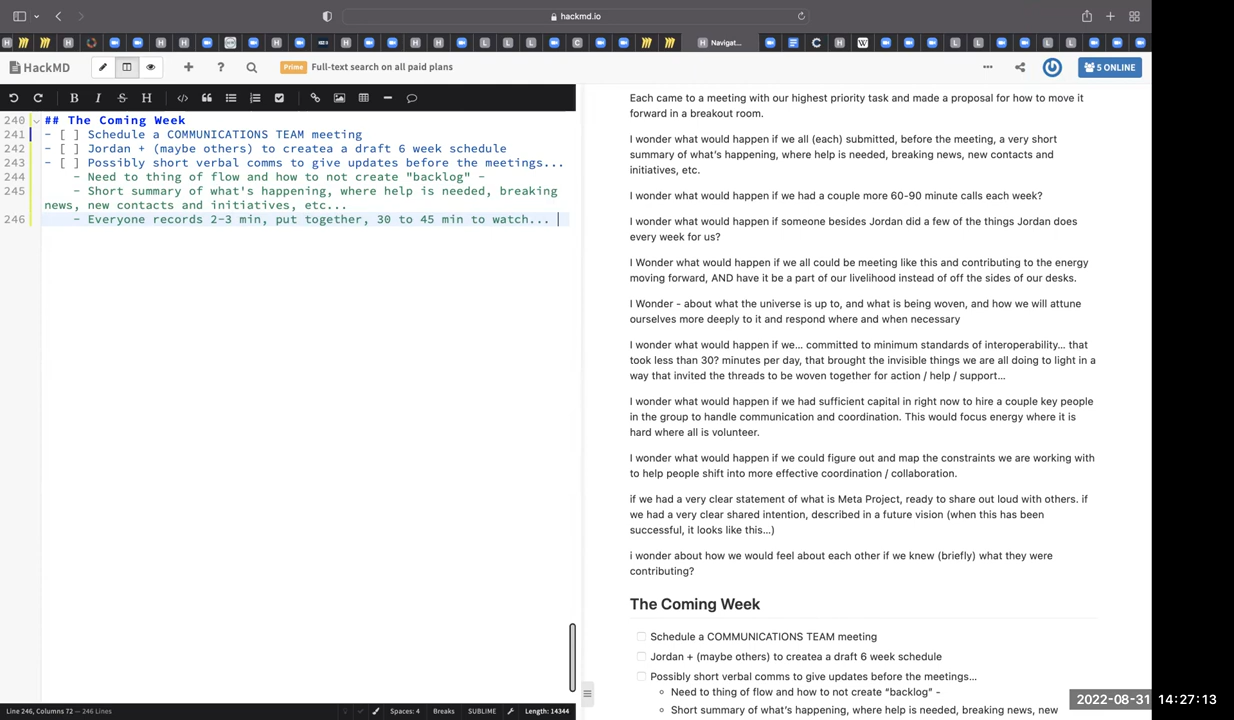 hackmd.io
Navigat...
HackMD
Prime Full-text search on all paid plans
5 ONLINE
240 ## The Coming Week
241 - [ ] Schedule a COMMUNICATIONS TEAM meeting
242 - [ ] Jordan + (maybe others) to createa a draft 6 week schedule
243 - [ ] Possibly short verbal comms to give updates before the meetings...
244 - Need to thing of flow and how to not create "backlog" -
245 - Short summary of what's happening, where help is needed, breaking
news, new contacts and initiatives, etc...
246 - Everyone records 2-3 min, put together, 30 to 45 min to watch...
Line 246, Columns 72 — 246 Lines
Spaces: 4
Breaks
SUBLIME
Length: 14344
Each came to a meeting with our highest priority task and made a proposal for how to move it
forward in a breakout room.
I wonder what would happen if we all (each) submitted, before the meeting, a very short
summary of what's happening, where help is needed, breaking news, new contacts and
initiatives, etc.
I wonder what would happen if we had a couple more 60-90 minute calls each week?
I wonder what would happen if someone besides Jordan did a few of the things Jordan does
every week for us?
I Wonder what would happen if we all could be meeting like this and contributing to the energy
moving forward, AND have it be a part of our livelihood instead of off the sides of our desks.
I Wonder - about what the universe is up to, and what is being woven, and how we will attune
ourselves more deeply to it and respond where and when necessary
I wonder what would happen if we... committed to minimum standards of interoperability... that
took less than 30? minutes per day, that brought the invisible things we are all doing to light in a
way that invited the threads to be woven together for action / help / support...
I wonder what would happen if we had sufficient capital in right now to hire a couple key people
in the group to handle communication and coordination. This would focus energy where it is
hard where all is volunteer.
I wonder what would happen if we could figure out and map the constraints we are working with
to help people shift into more effective coordination / collaboration.
if we had a very clear statement of what is Meta Project, ready to share out loud with others. if
we had a very clear shared intention, described in a future vision (when this has been
successful, it looks like this...)
i wonder about how we would feel about each other if we knew (briefly) what they were
contributing?
The Coming Week
Schedule a COMMUNICATIONS TEAM meeting
Jordan + (maybe others) to createa a draft 6 week schedule
Possibly short verbal comms to give updates before the meetings...
Need to thing of flow and how to not create "backlog" -
Short summary of what's happening, where help is needed, breaking news, new
2022-08-31 14:27:13